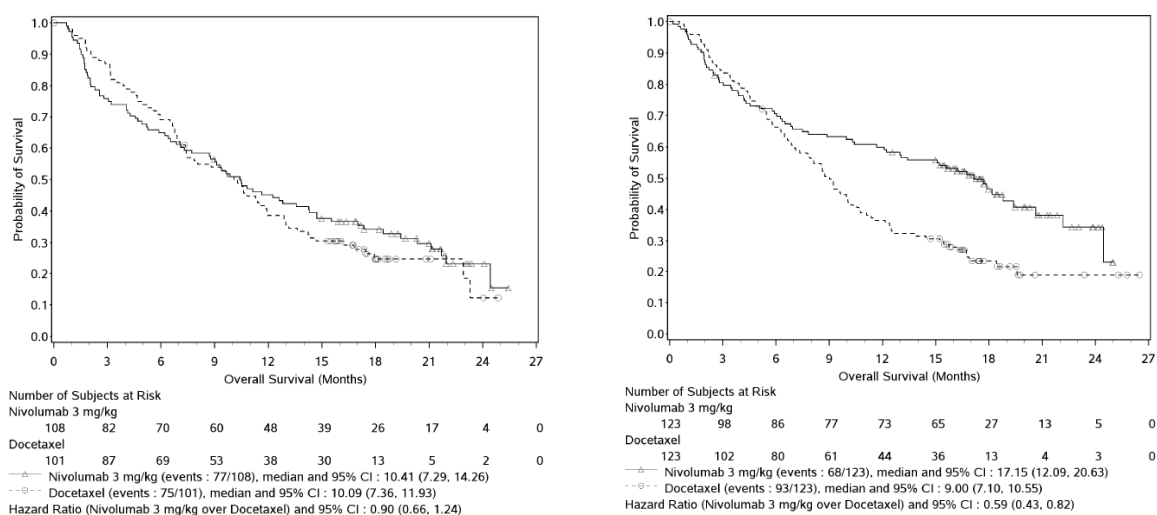 1.0
0.9
0.8
0.7
0.6
0.5
0.4
0.3
0.2
0.1
0.0
Probability of Survival
0 3 6 9 12 15 18 21 24 27
Overall Survival (Months)
Number of Subjects at Risk
Nivolumab 3 mg/kg
108 82 70 60 48 39 26 17 4 0
Docetaxel
101 87 69 53 38 30 13 5 2 0
Nivolumab 3 mg/kg (events : 77/108), median and 95% CI : 10.41 (7.29, 14.26)
Docetaxel (events : 75/101), median and 95% CI : 10.09 (7.36, 11.93)
Hazard Ratio (Nivolumab 3 mg/kg over Docetaxel) and 95% CI : 0.90 (0.66, 1.24)
1.0
0.9
0.8
0.7
0.6
0.5
0.4
0.3
0.2
0.1
0.0
Probability of Survival
0 3 6 9 12 15 18 21 24 27
Overall Survival (Months)
Number of Subjects at Risk
Nivolumab 3 mg/kg
123 98 86 77 73 65 27 13 5 0
Docetaxel
123 102 80 61 44 36 13 4 3 0
Nivolumab 3 mg/kg (events : 68/123), median and 95% CI : 17.15 (12.09, 20.63)
Docetaxel (events : 93/123), median and 95% CI : 9.00 (7.10, 10.55)
Hazard Ratio (Nivolumab 3 mg/kg over Docetaxel) and 95% CI : 0.59 (0.43, 0.82)